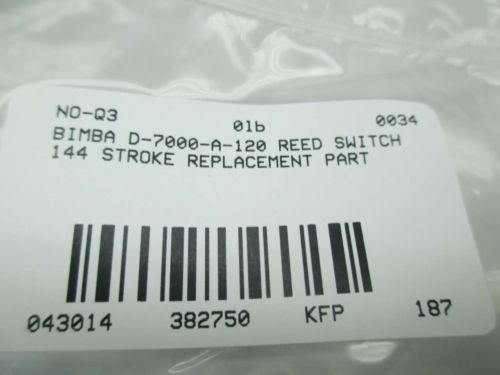 NO-Q3 01b 0034
BIMBA D-7000-A-120 REED SWITCH
144 STROKE REPLACEMENT PART
043014 382750 KFP 187